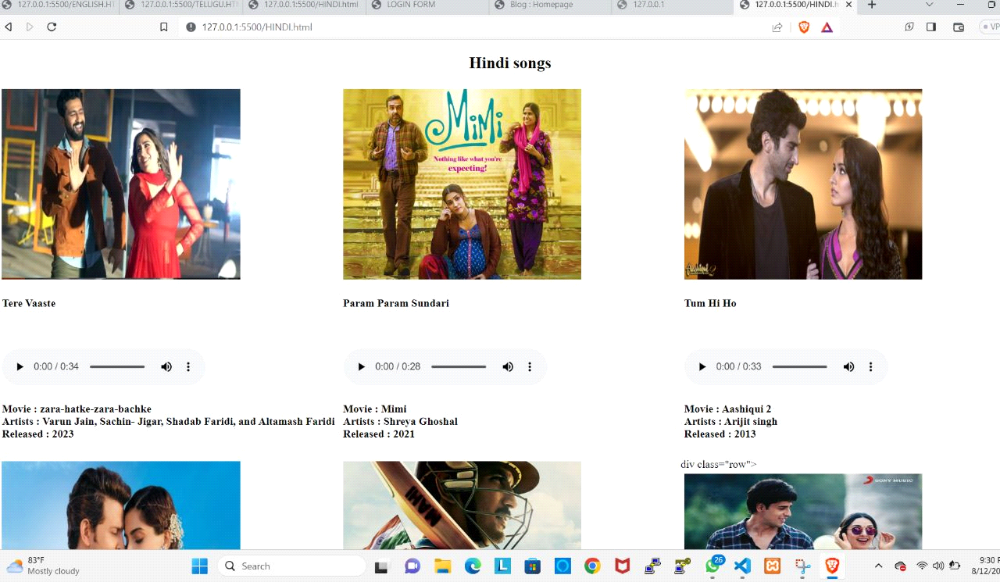 127.0.0.1:5500/ENGLISH.HT
127.0.0.1:5500/TELUGU.HT
127.0.0.1:5500/HINDI.html
LOGIN FORM
Blog : Homepage
127.0.0.1
127.0.0.1:5500/HINDI.h
127.0.0.1:5500/HINDI.html
VP
Hindi songs
MiMi
Nothing like what you're
expecting!
Aashiqui 2
Tere Vaaste
Param Param Sundari
Tum Hi Ho
0:00 / 0:34
0:00 / 0:28
0:00 / 0:33
Movie : zara-hatke-zara-bachke
Artists : Varun Jain, Sachin- Jigar, Shadab Faridi, and Altamash Faridi
Released : 2023
Movie : Mimi
Artists : Shreya Ghoshal
Released : 2021
Movie : Aashiqui 2
Artists : Arijit singh
Released : 2013
div class="row">
SONY MUSIC
83°F
Mostly cloudy
Search
L
26
9:30 P
8/12/20